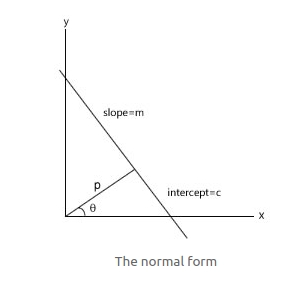 y
slope=m
p
θ
intercept=c
x
The normal form